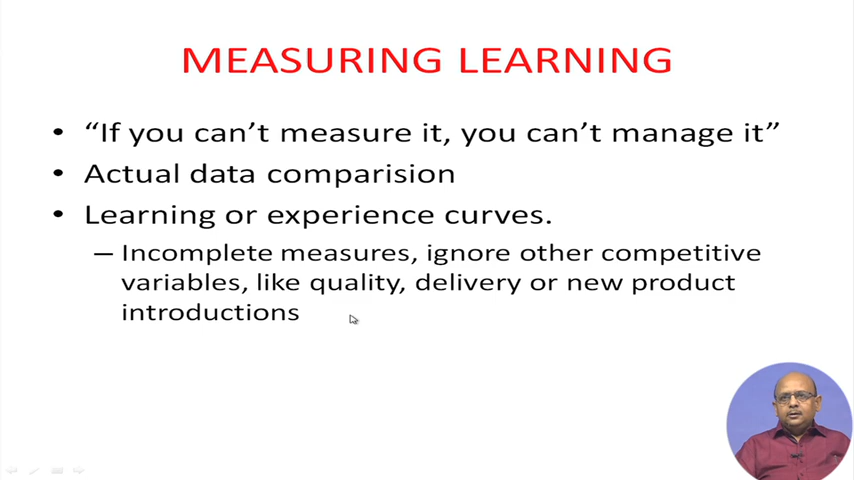 MEASURING LEARNING
• “If you can’t measure it, you can’t manage it”
• Actual data comparision
• Learning or experience curves.
– Incomplete measures, ignore other competitive
variables, like quality, delivery or new product
introductions